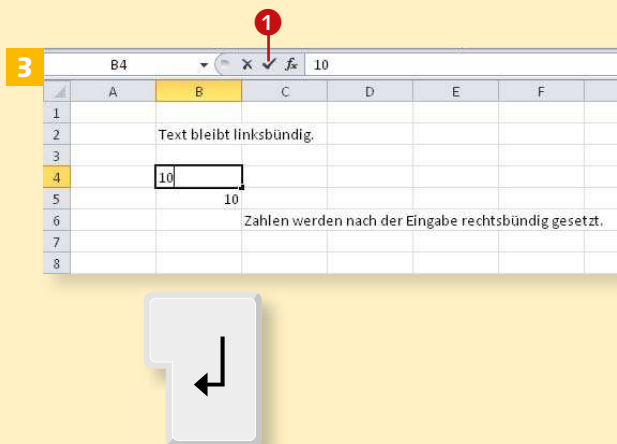 1
3
B4 fx 10
A B C D E F
1
2 Text bleibt linksbündig.
3
4 10
5 10
6 Zahlen werden nach der Eingabe rechtsbündig gesetzt.
7
8